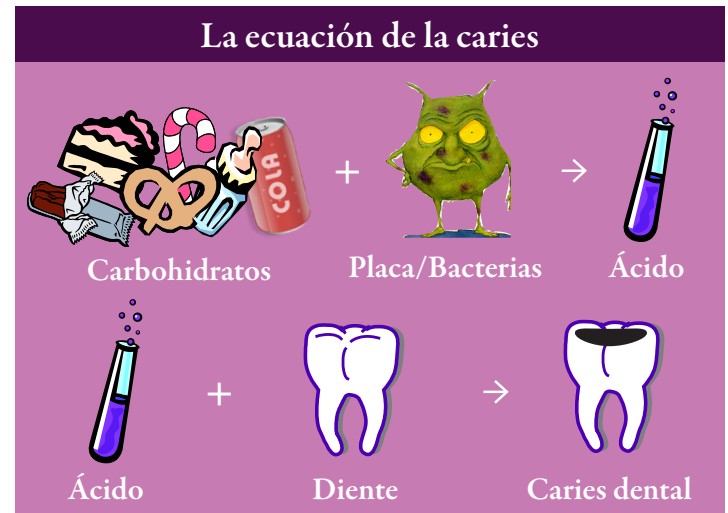 La ecuación de la caries
COLA
+
→
Carbohidratos
Placa/Bacterias
Ácido
+
→
Ácido
Diente
Caries dental